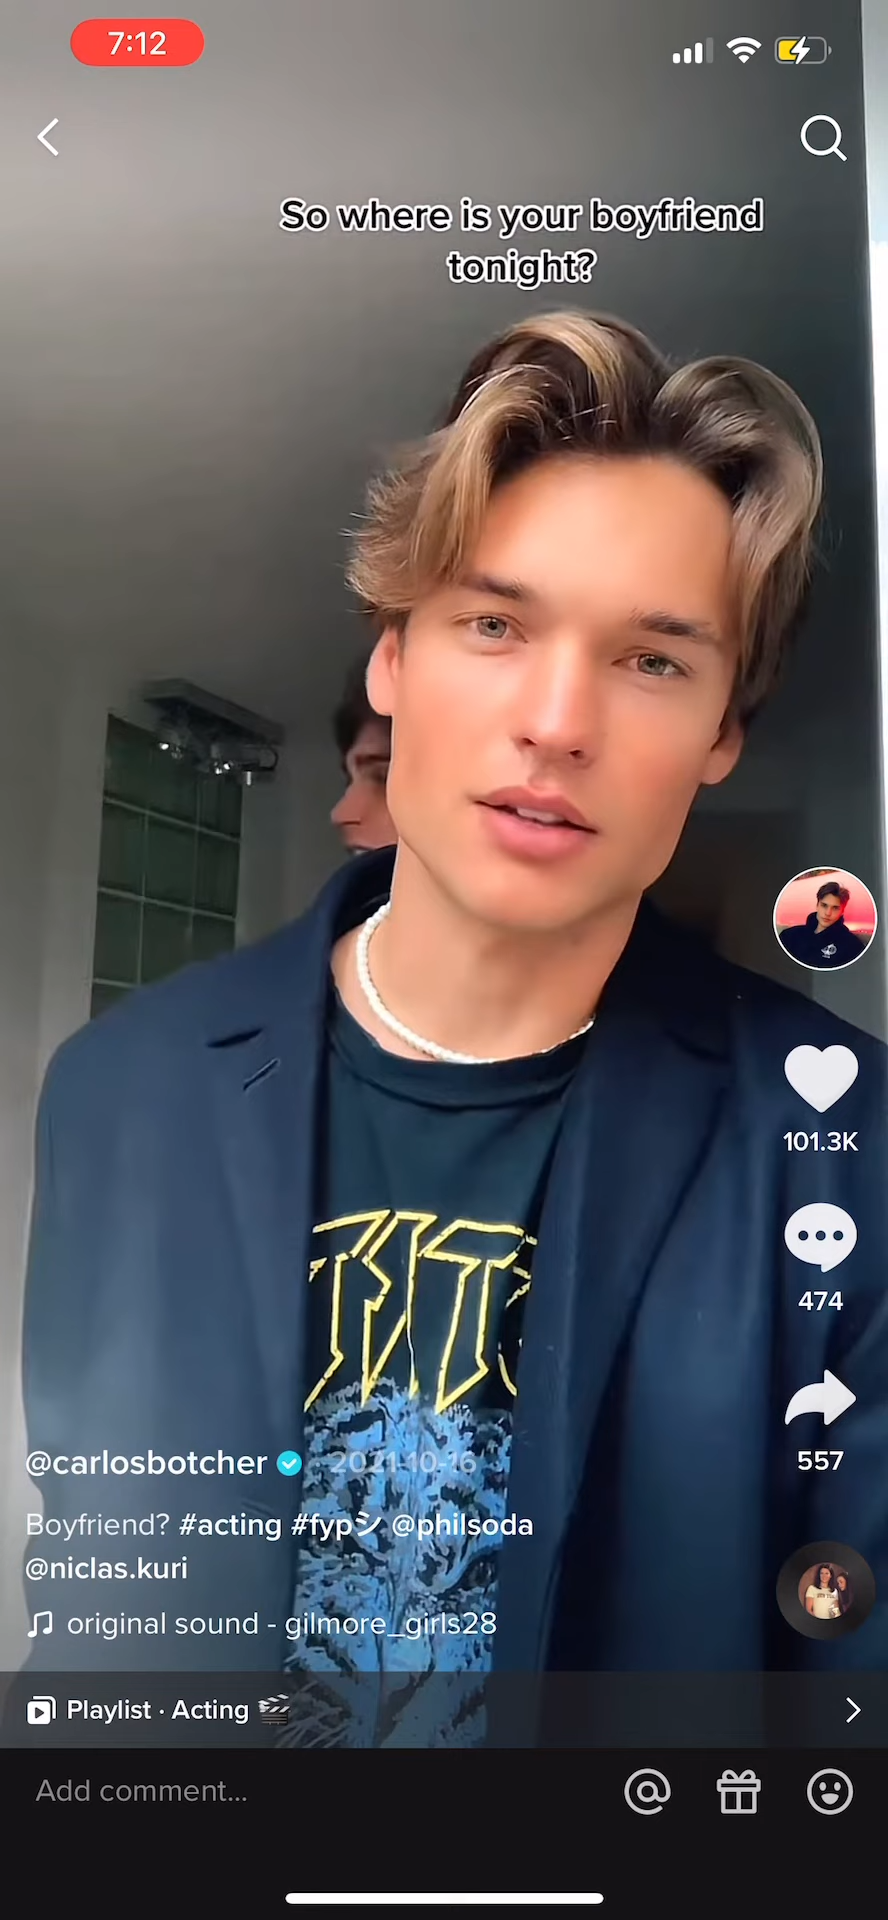 7:12
So where is your boyfriend
tonight?
101.3K
474
557
@carlosbotcher · 2021-10-16
Boyfriend? #acting #fypシ @philsoda
@niclas.kuri
original sound - gilmore_girls28
Playlist · Acting
Add comment...